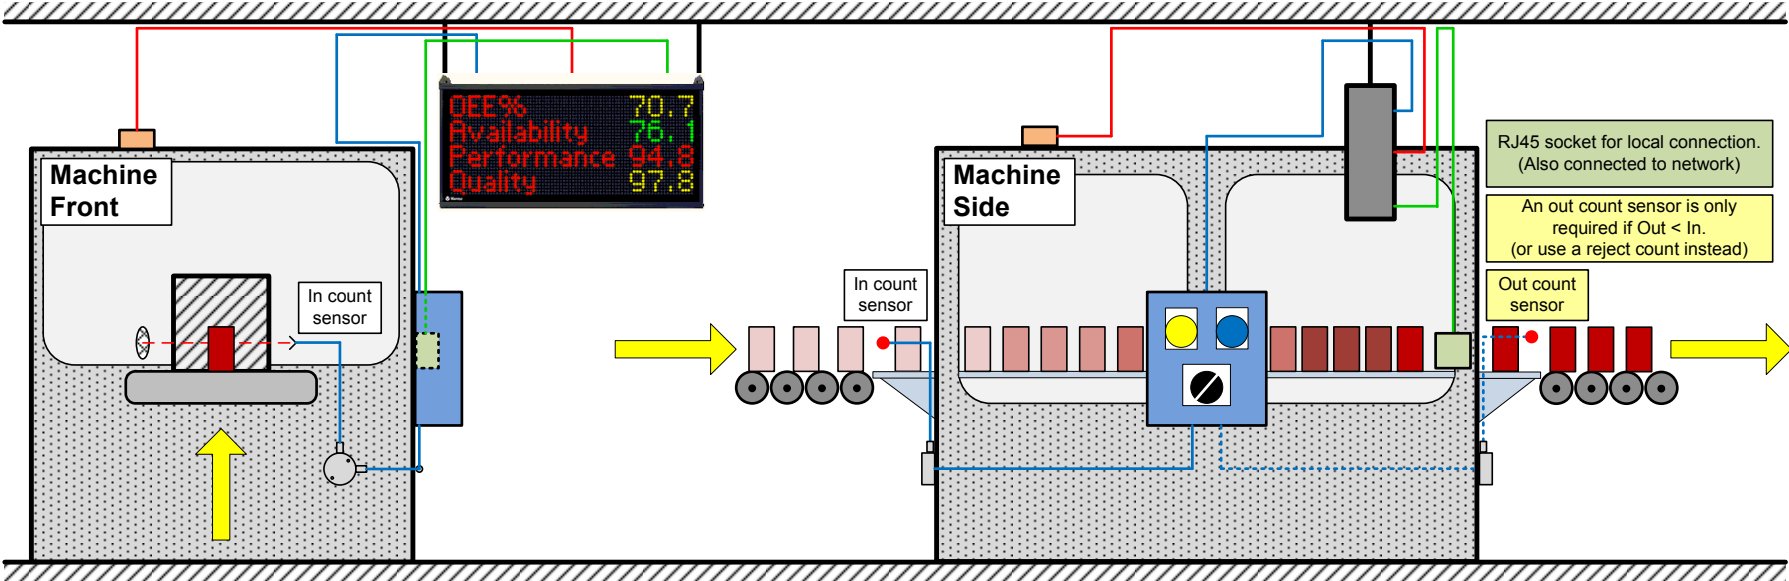 OEE% 70.7
Availability 76.1
Performance 94.8
Quality 97.8
Machine
Front
In count
sensor
Machine
Side
In count
sensor
RJ45 socket for local connection.
(Also connected to network)
An out count sensor is only
required if Out < In.
(or use a reject count instead)
Out count
sensor